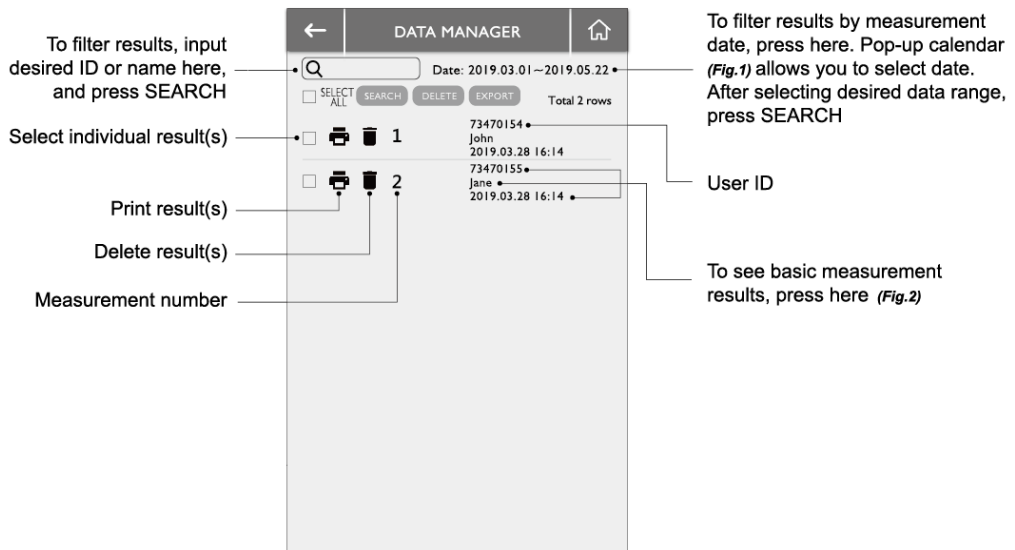 To filter results, input
desired ID or name here,
and press SEARCH
Select individual result(s)
Print result(s)
Delete result(s)
Measurement number
DATA MANAGER
Date: 2019.03.01~2019.05.22
SELECT
ALL
SEARCH
DELETE
EXPORT
Total 2 rows
1
73470154
John
2019.03.28 16:14
2
73470155
Jane
2019.03.28 16:14
To filter results by measurement
date, press here. Pop-up calendar
(Fig.1) allows you to select date.
After selecting desired data range,
press SEARCH
User ID
To see basic measurement
results, press here (Fig.2)